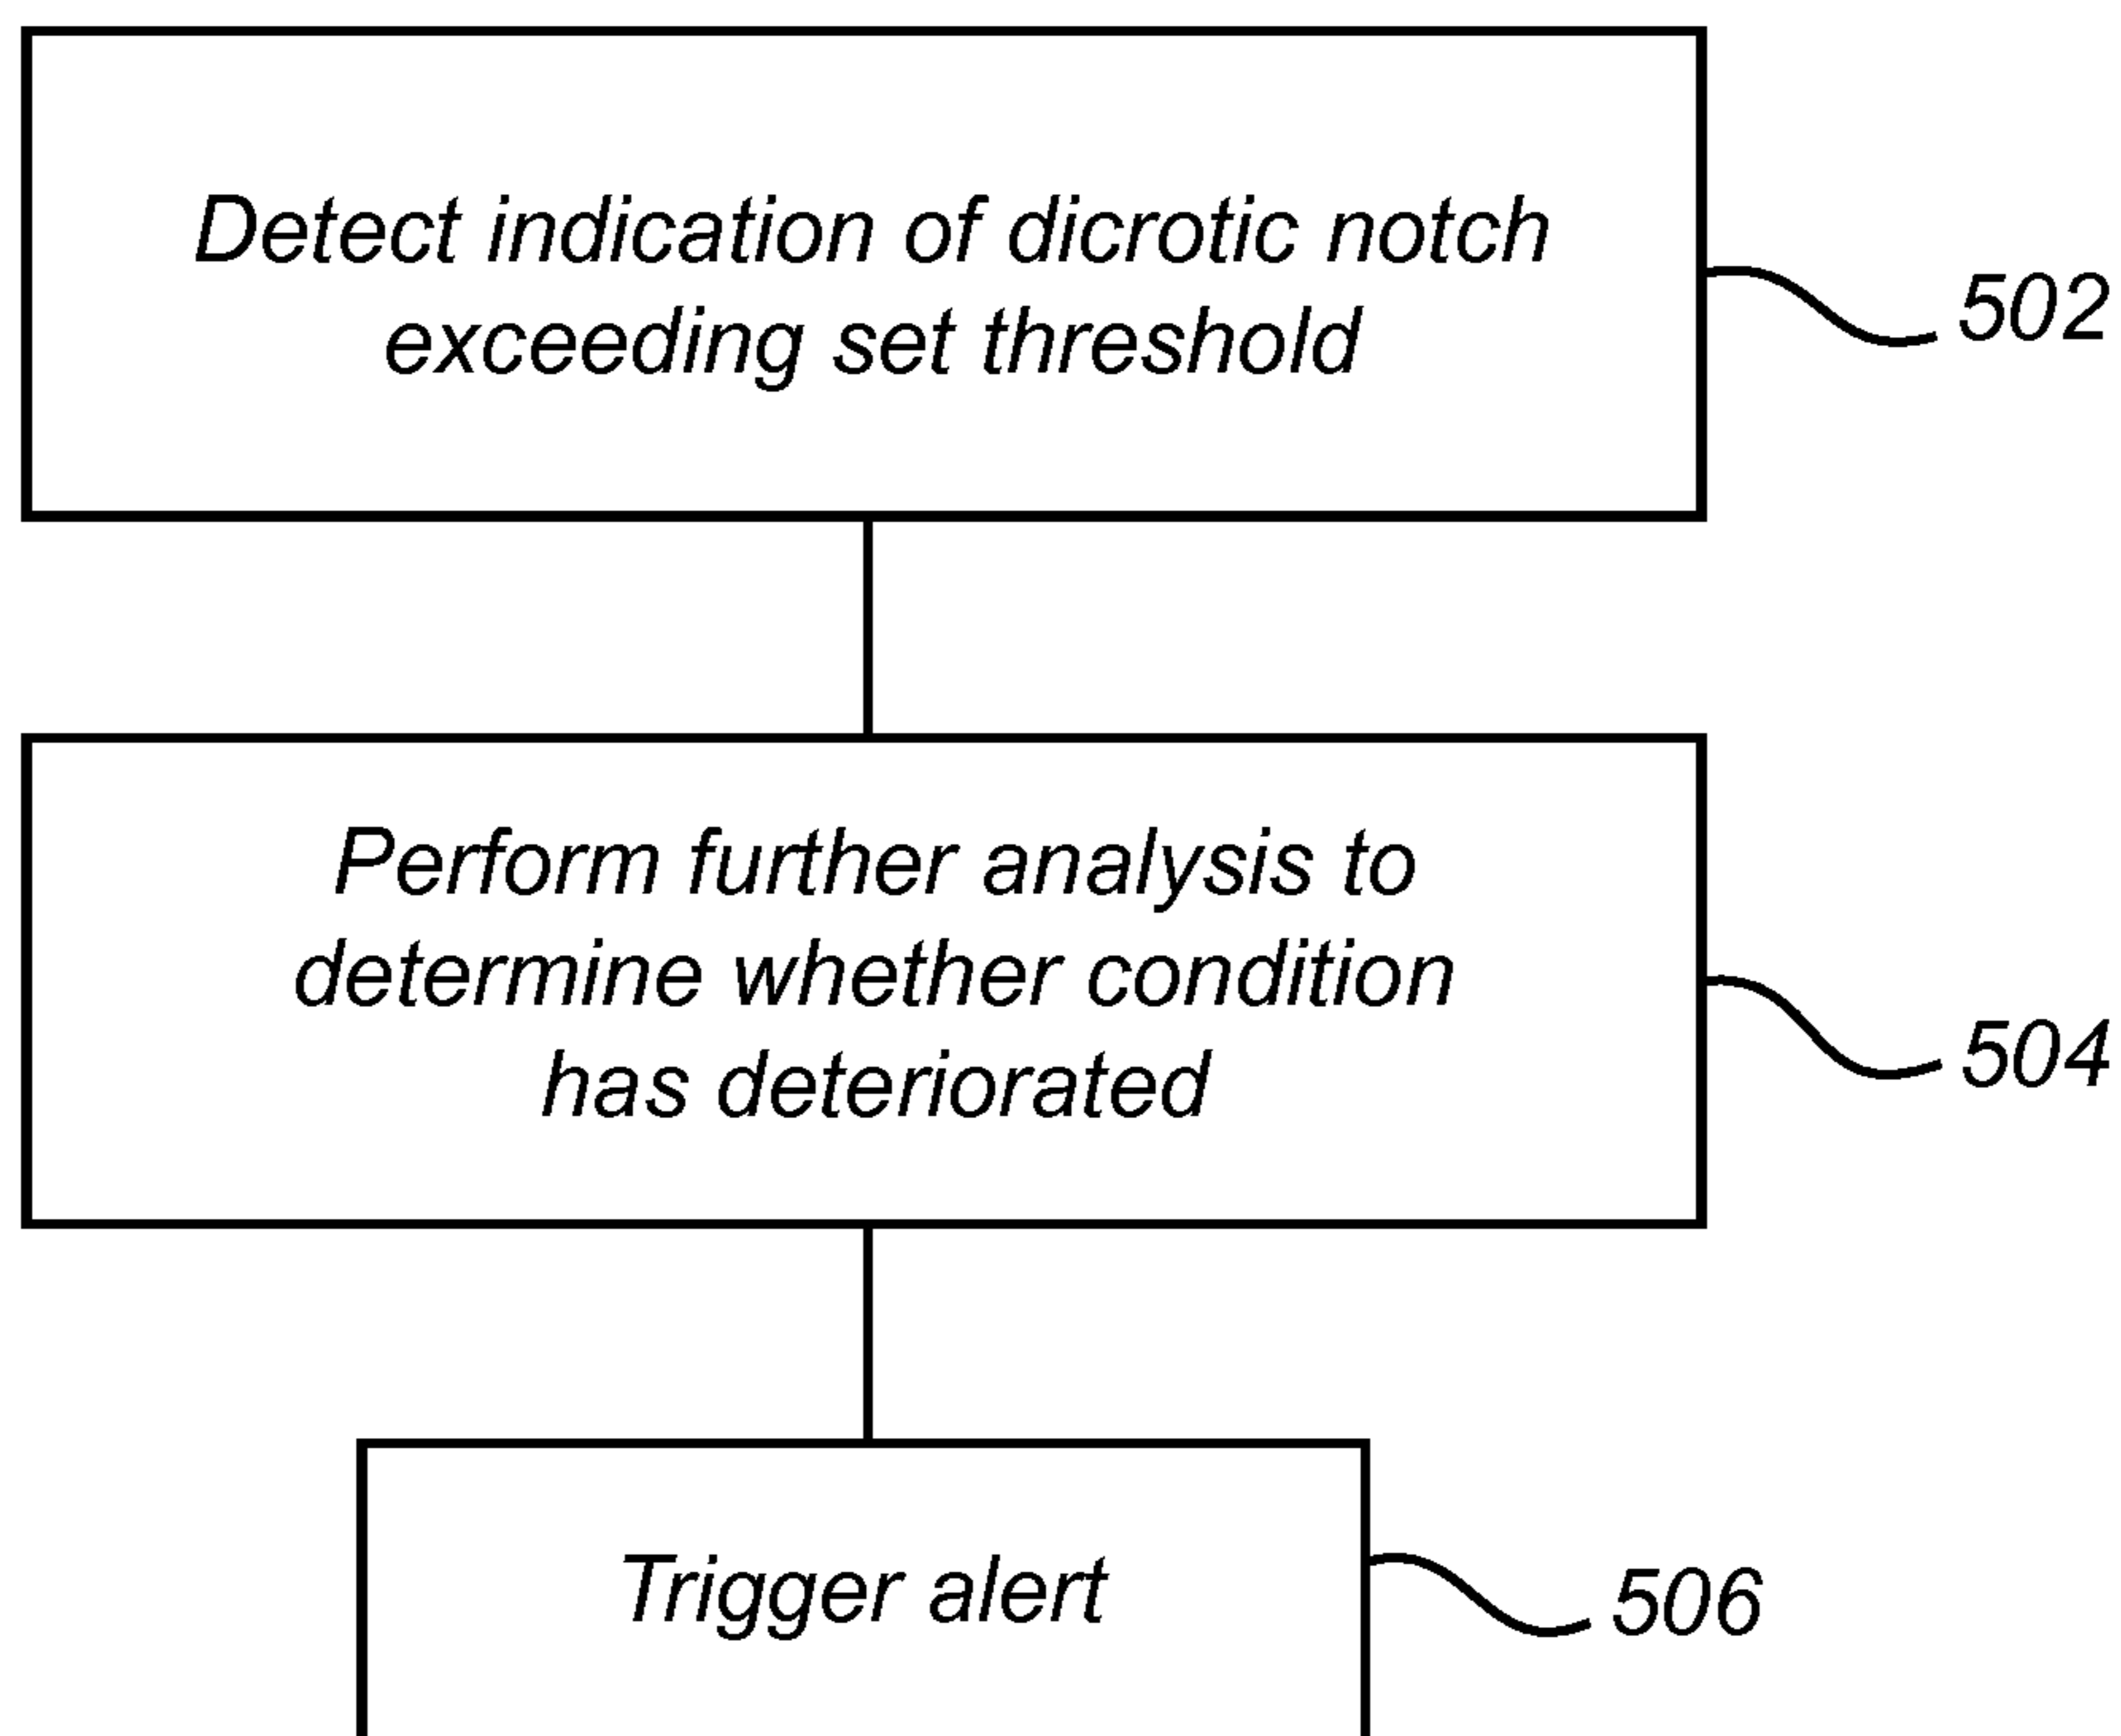 Detect indication of dicrotic notch
exceeding set threshold
502
Perform further analysis to
determine whether condition
has deteriorated
504
Trigger alert
506